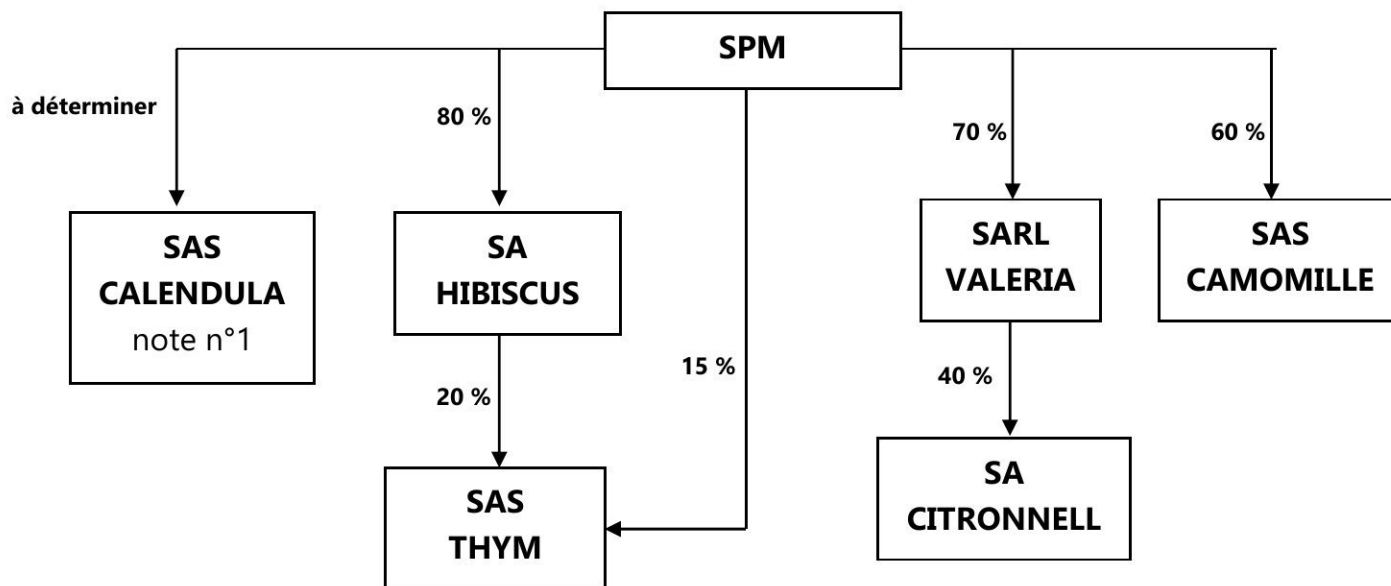 SPM
à déterminer
80 %
70 %
60 %
SAS
CALENDULA
note n°1
SA
HIBISCUS
SARL
VALERIA
SAS
CAMOMILLE
20 %
15 %
40 %
SAS
THYM
SA
CITRONNELL